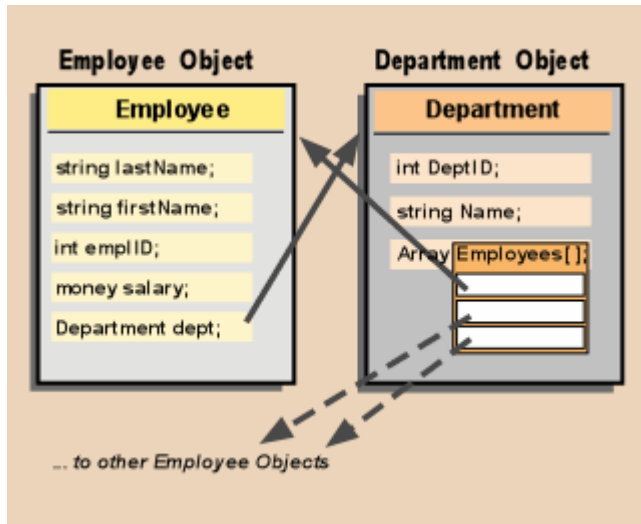 Employee Object
Employee
string lastName;
string firstName;
int emplID;
money salary;
Department dept;
Department Object
Department
int DeptID;
string Name;
Array Employees[];
... to other Employee Objects